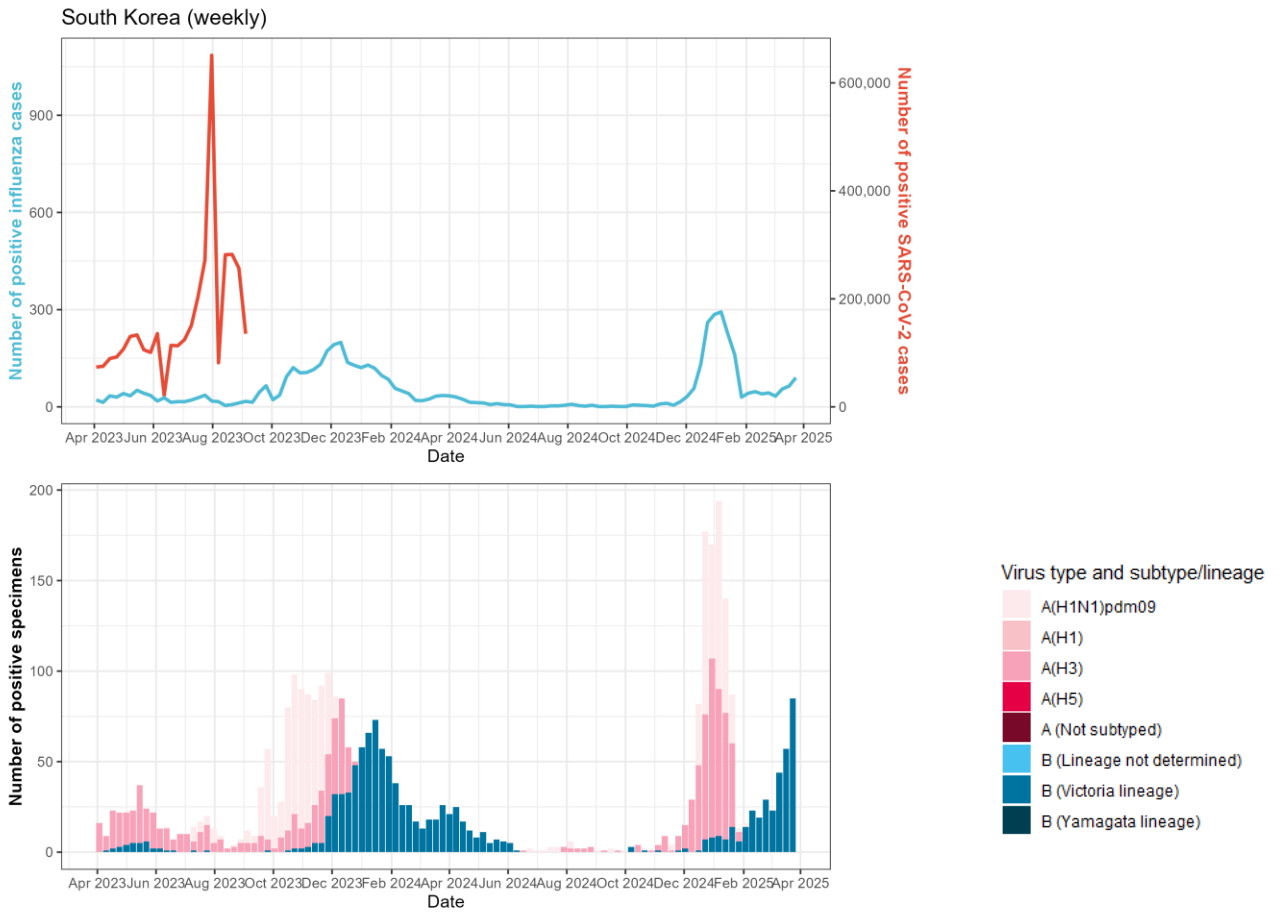 South Korea (weekly)
Number of positive influenza cases
900
600
300
0
600,000
400,000
200,000
0
Number of positive SARS-CoV-2 cases
Apr 2023 Jun 2023 Aug 2023 Oct 2023 Dec 2023 Feb 2024 Apr 2024 Jun 2024 Aug 2024 Oct 2024 Dec 2024 Feb 2025 Apr 2025
Date
Number of positive specimens
200
150
100
50
0
Apr 2023 Jun 2023 Aug 2023 Oct 2023 Dec 2023 Feb 2024 Apr 2024 Jun 2024 Aug 2024 Oct 2024 Dec 2024 Feb 2025 Apr 2025
Date
Virus type and subtype/lineage
A(H1N1)pdm09
A(H1)
A(H3)
A(H5)
A (Not subtyped)
B (Lineage not determined)
B (Victoria lineage)
B (Yamagata lineage)